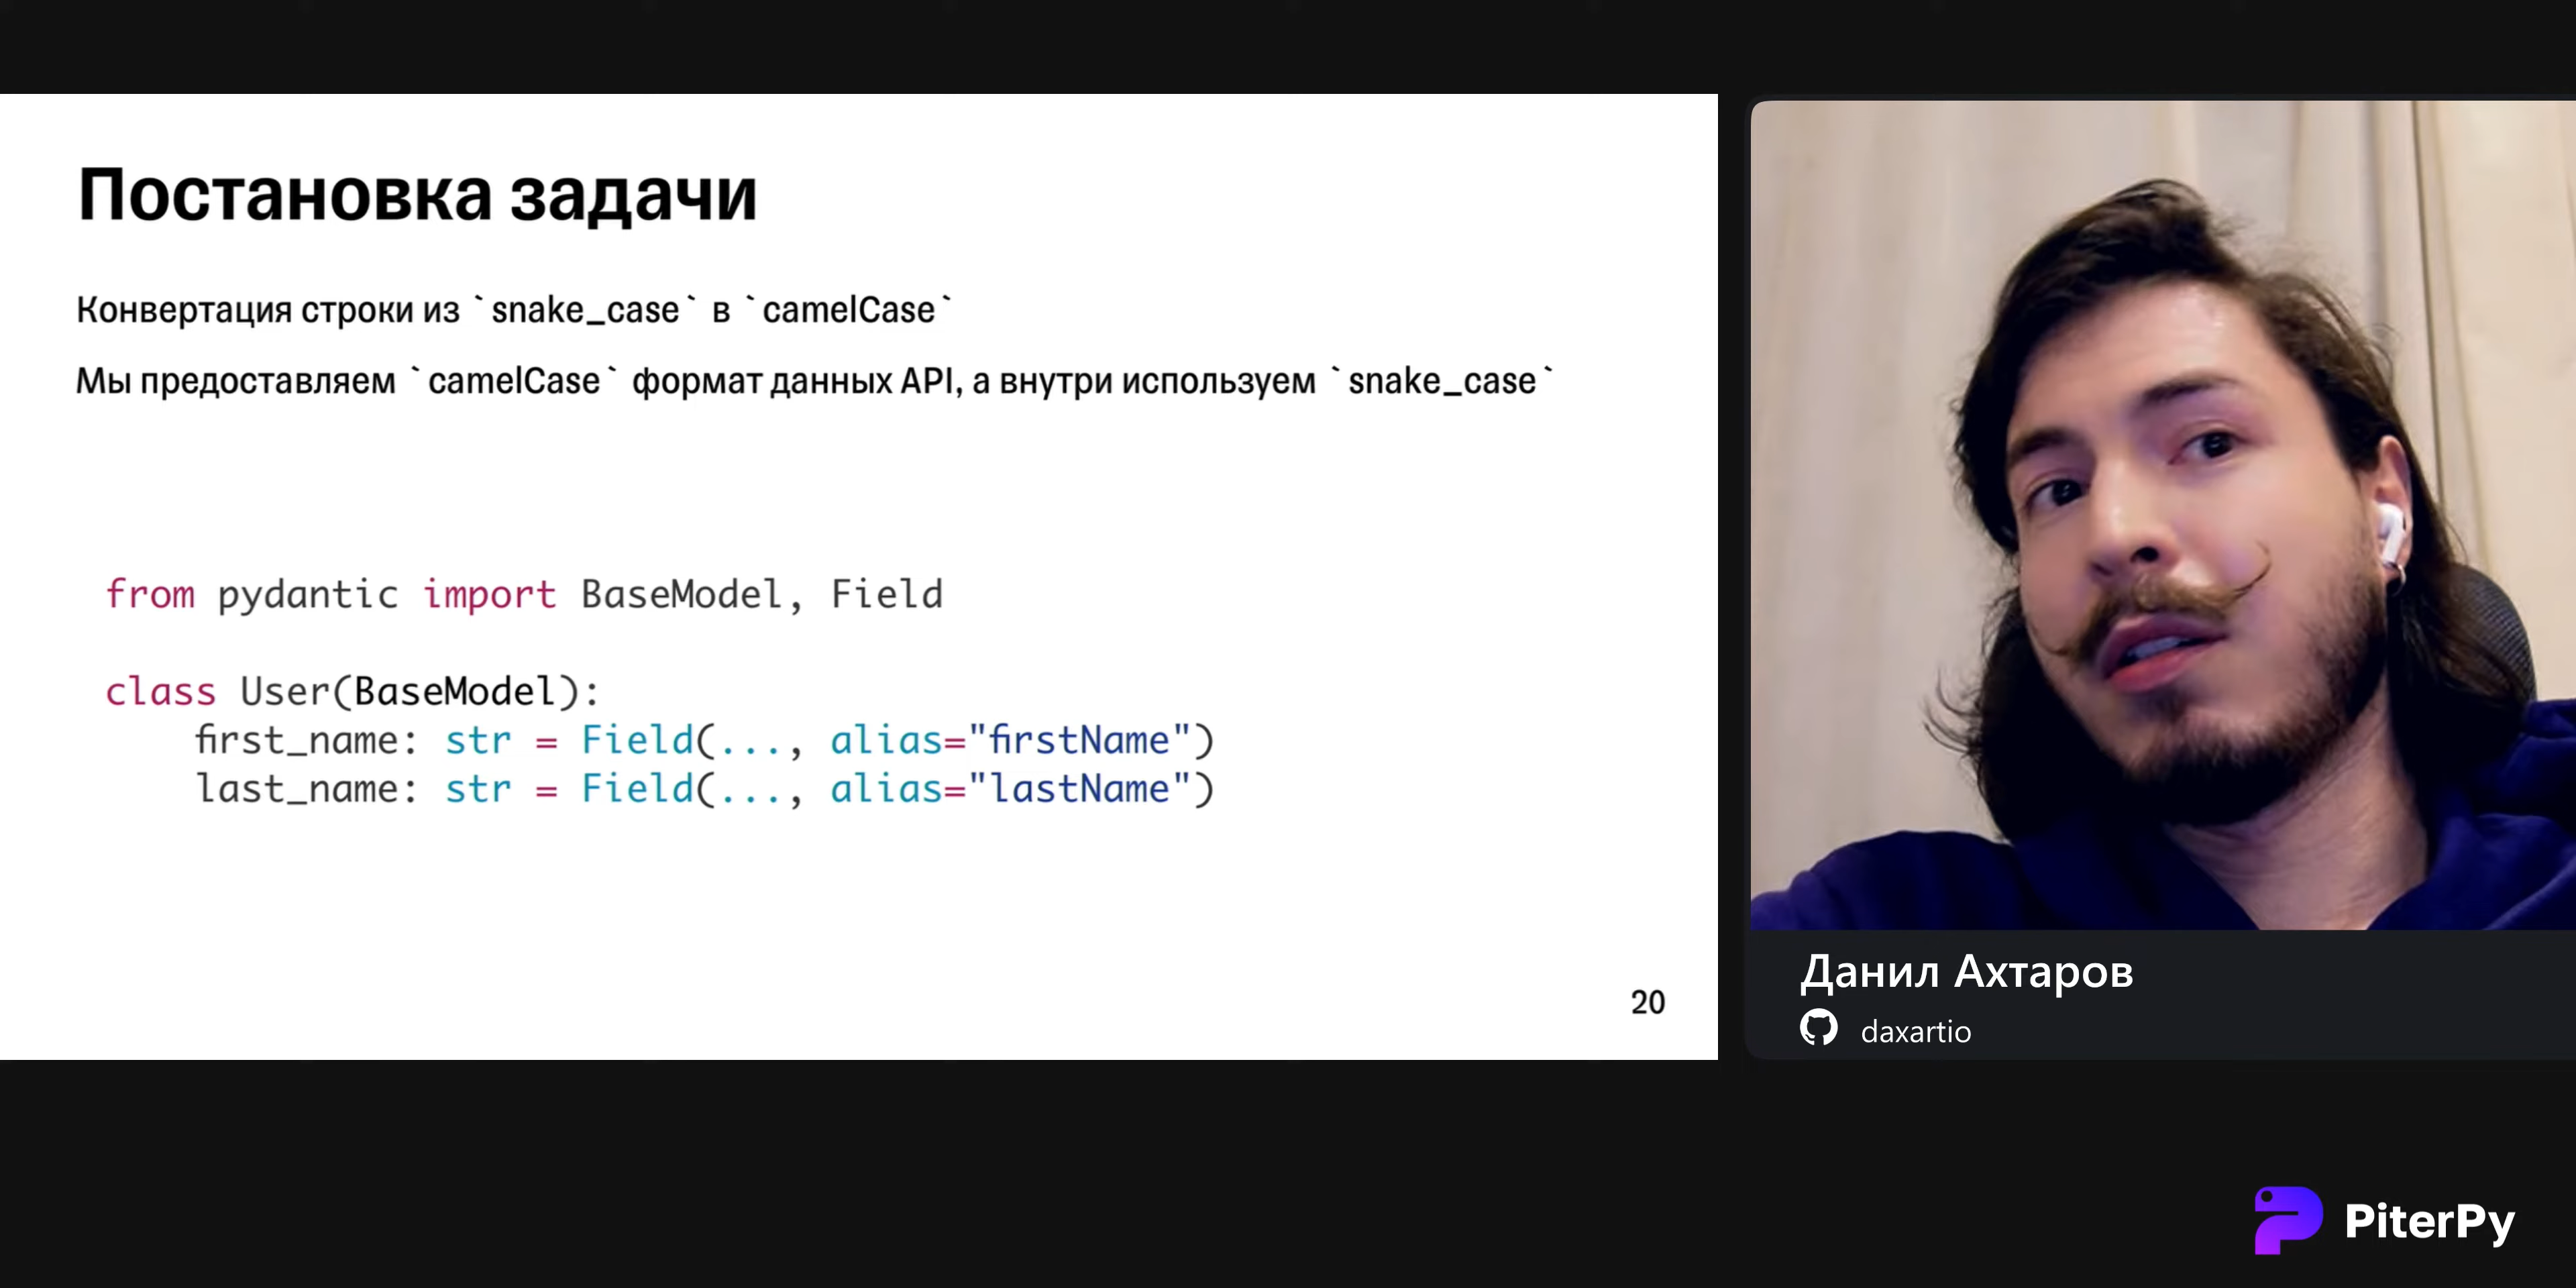 Постановка задачи
Конвертация строки из `snake_case` в `camelCase`
Мы предоставляем `camelCase` формат данных API, а внутри используем `snake_case`
from pydantic import BaseModel, Field
class User(BaseModel):
    first_name: str = Field(..., alias="firstName")
    last_name: str = Field(..., alias="lastName")
20
Данил Ахтаров
daxartio
PiterPy